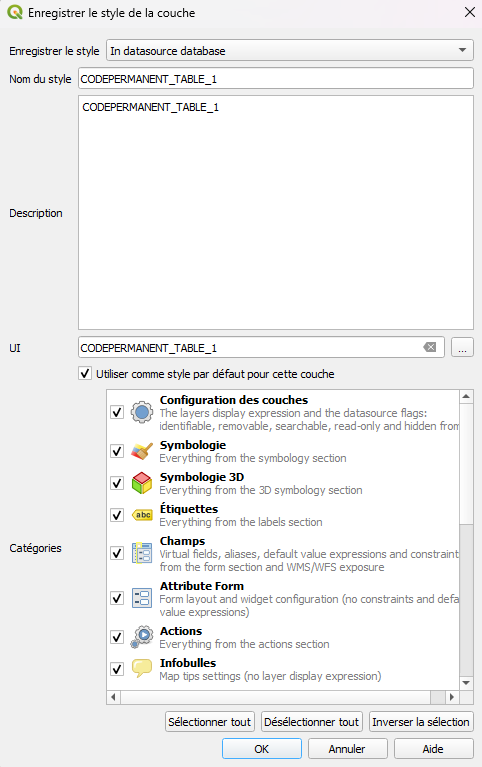 Enregistrer le style de la couche
Enregistrer le style In datasource database
Nom du style CODEPERMANENT_TABLE_1
Description CODEPERMANENT_TABLE_1
UI CODEPERMANENT_TABLE_1 ...
Utiliser comme style par défaut pour cette couche
Catégories
Configuration des couches
The layers display expression and the datasource flags:
identifiable, removable, searchable, read-only and hidden from
Symbologie
Everything from the symbology section
Symbologie 3D
Everything from the 3D symbology section
abc
Étiquettes
Everything from the labels section
Champs
Virtual fields, aliases, default value expressions and constraint
from the form section and WMS/WFS exposure
Attribute Form
Form layout and widget configuration (no constraints and defa
value expressions)
Actions
Everything from the actions section
Infobulles
Map tips settings (no layer display expression)
Sélectionner tout Désélectionner tout Inverser la sélection
OK Annuler Aide